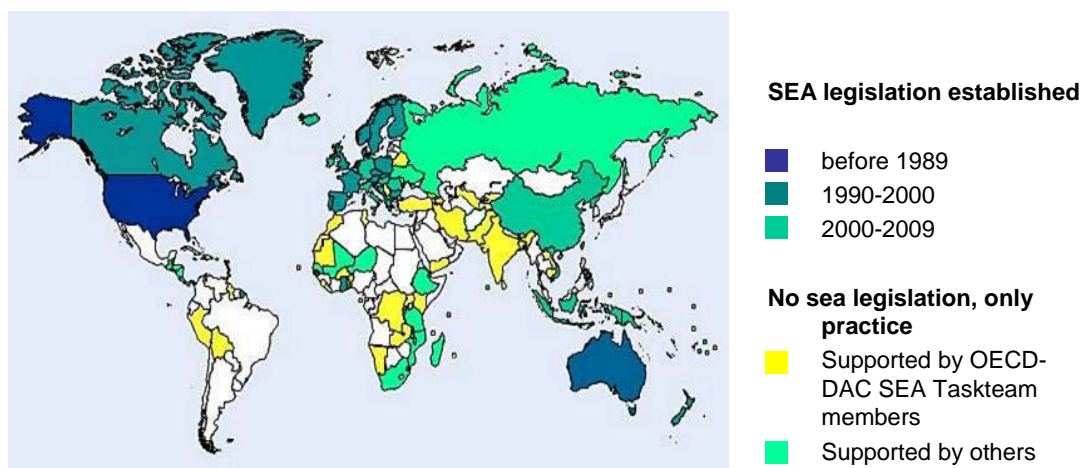 SEA legislation established
before 1989
1990-2000
2000-2009
No sea legislation, only
practice
Supported by OECD-
DAC SEA Taskteam
members
Supported by others